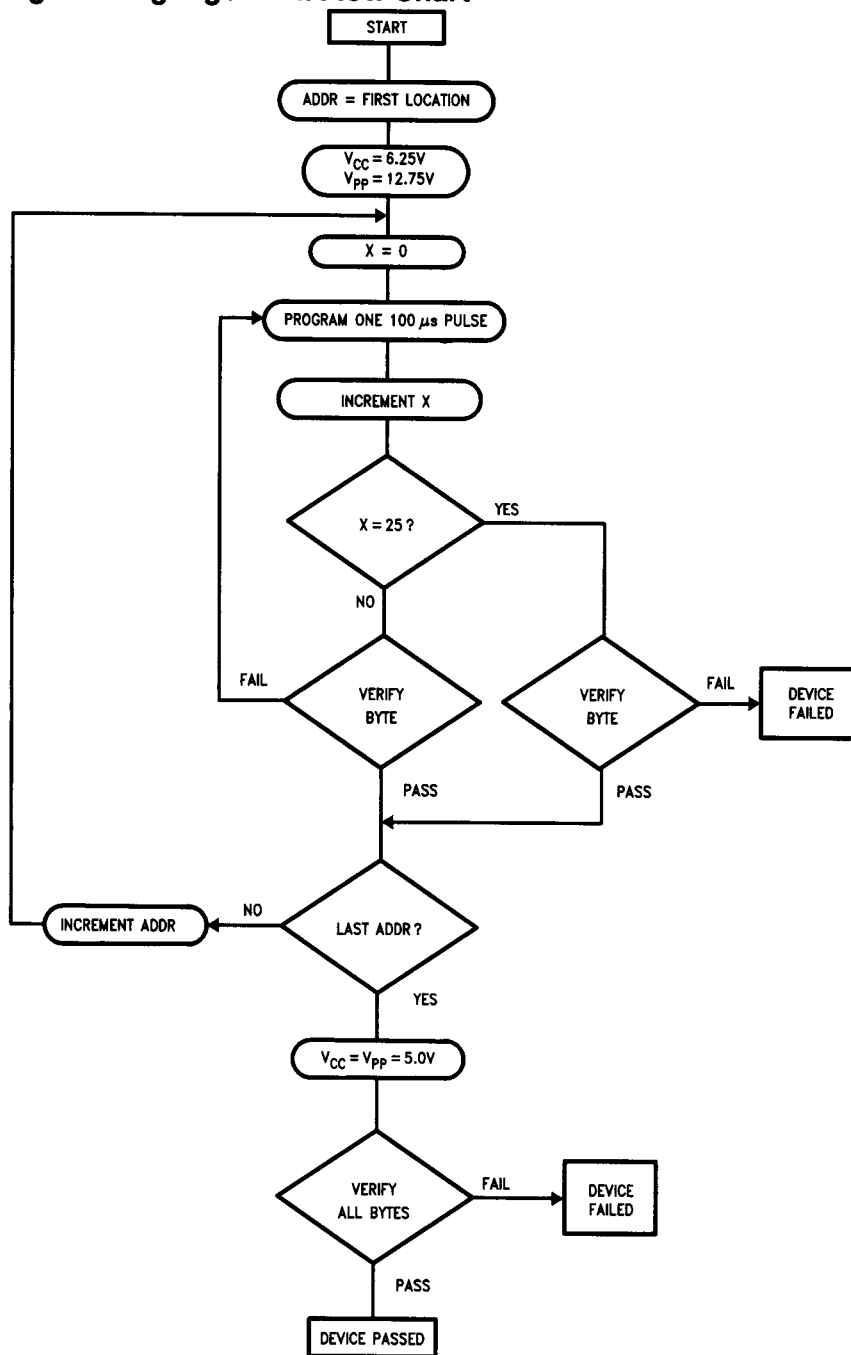 Flow Chart
START
ADDR = FIRST LOCATION
VCC = 6.25V
VPP = 12.75V
X = 0
PROGRAM ONE 100 μs PULSE
INCREMENT X
X = 25 ?
YES
NO
FAIL
VERIFY
BYTE
VERIFY
BYTE
FAIL
DEVICE
FAILED
PASS
PASS
INCREMENT ADDR
NO
LAST ADDR ?
YES
VCC = VPP = 5.0V
VERIFY
ALL BYTES
FAIL
DEVICE
FAILED
PASS
DEVICE PASSED